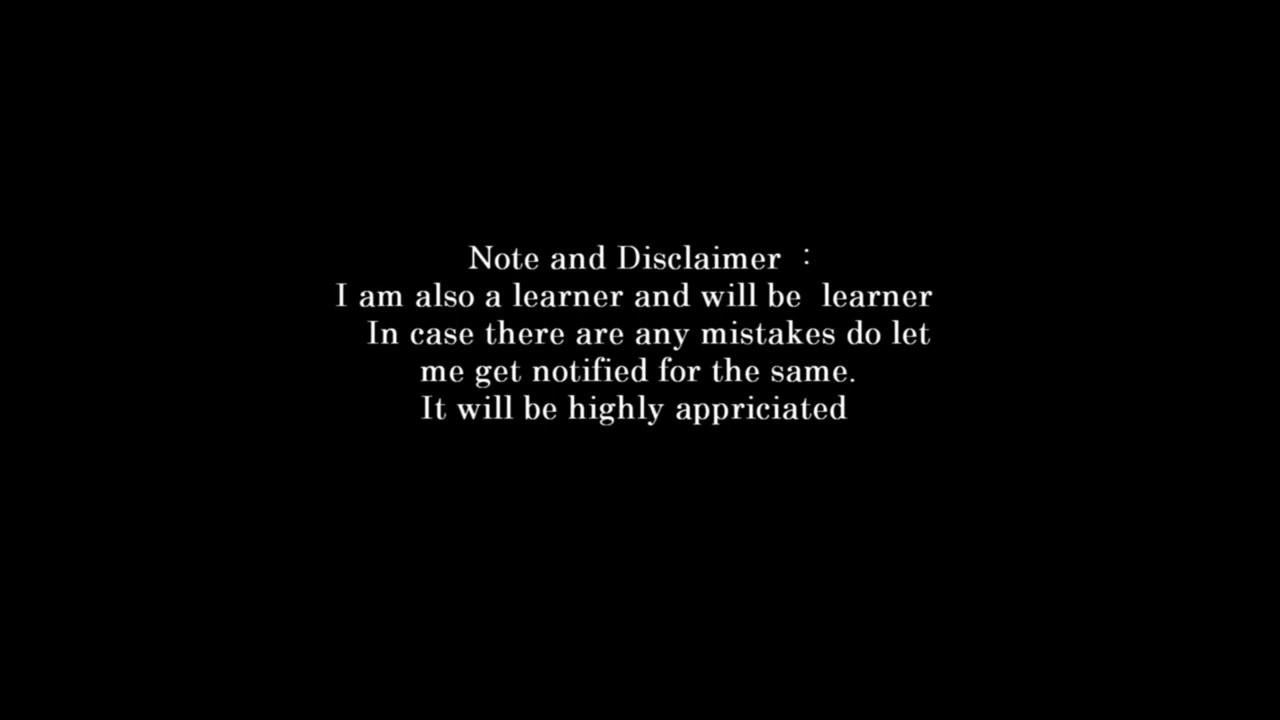 Note and Disclaimer  :
I am also a learner and will be  learner
In case there are any mistakes do let
me get notified for the same.
It will be highly appriciated